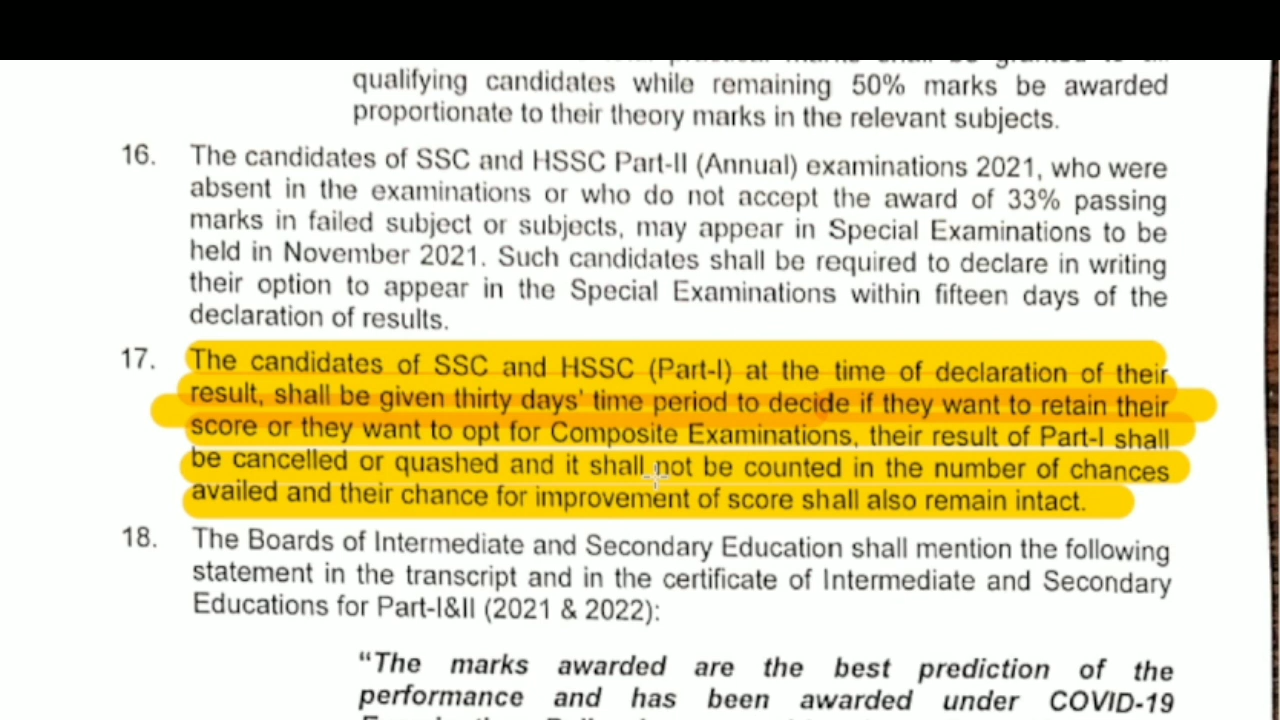 qualifying candidates while remaining 50% marks be awarded
proportionate to their theory marks in the relevant subjects.
16. The candidates of SSC and HSSC Part-II (Annual) examinations 2021, who were
absent in the examinations or who do not accept the award of 33% passing
marks in failed subject or subjects, may appear in Special Examinations to be
held in November 2021. Such candidates shall be required to declare in writing
their option to appear in the Special Examinations within fifteen days of the
declaration of results.
17. The candidates of SSC and HSSC (Part-I) at the time of declaration of their
result, shall be given thirty days' time period to decide if they want to retain their
score or they want to opt for Composite Examinations, their result of Part-I shall
be cancelled or quashed and it shall not be counted in the number of chances
availed and their chance for improvement of score shall also remain intact.
18. The Boards of Intermediate and Secondary Education shall mention the following
statement in the transcript and in the certificate of Intermediate and Secondary
Educations for Part-I&II (2021 & 2022):
"The marks awarded are the best prediction of the
performance and has been awarded under COVID-19